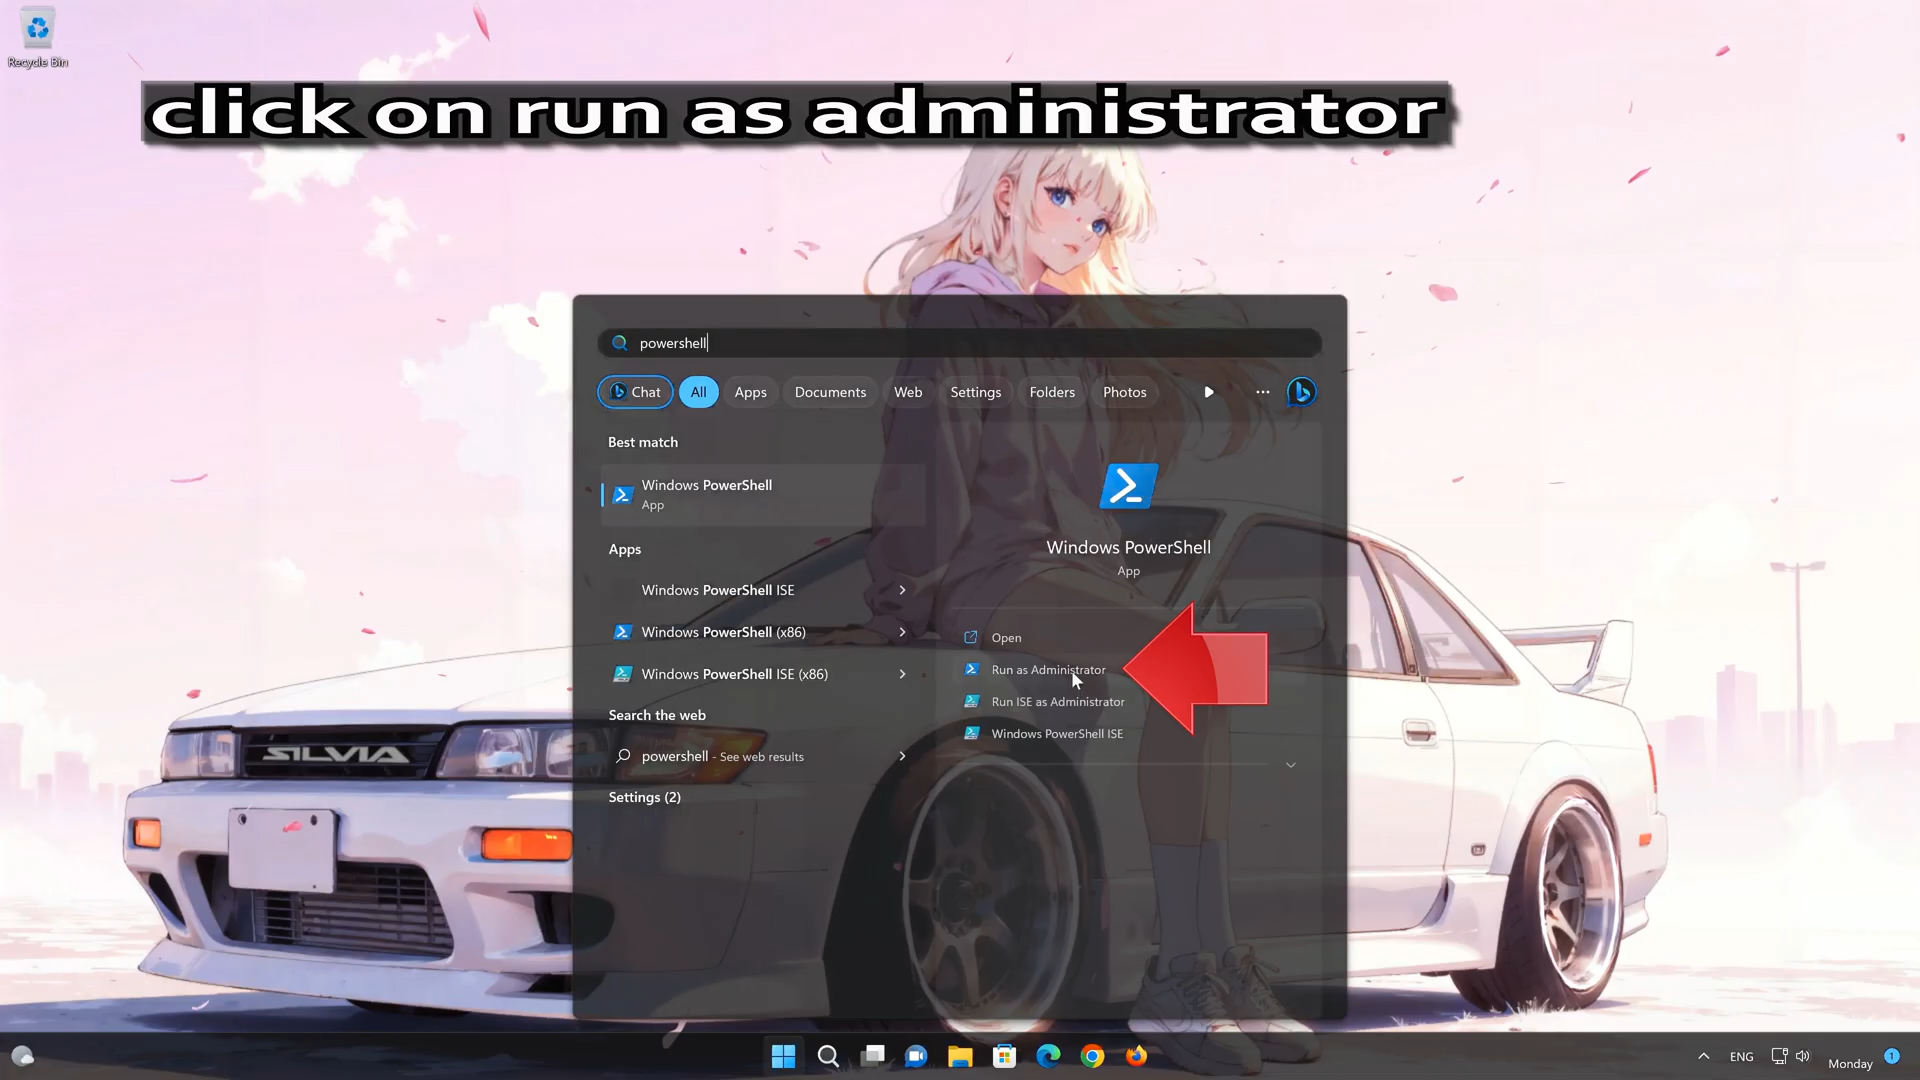 Recycle Bin
click on run as administrator
powershell
Chat
All
Apps
Documents
Web
Settings
Folders
Photos
Best match
Windows PowerShell
App
Apps
Windows PowerShell ISE
Windows PowerShell (x86)
Windows PowerShell ISE (x86)
Search the web
powershell - See web results
Settings (2)
Windows PowerShell
App
Open
Run as Administrator
Run ISE as Administrator
Windows PowerShell ISE
SILVIA
ENG
Monday
1